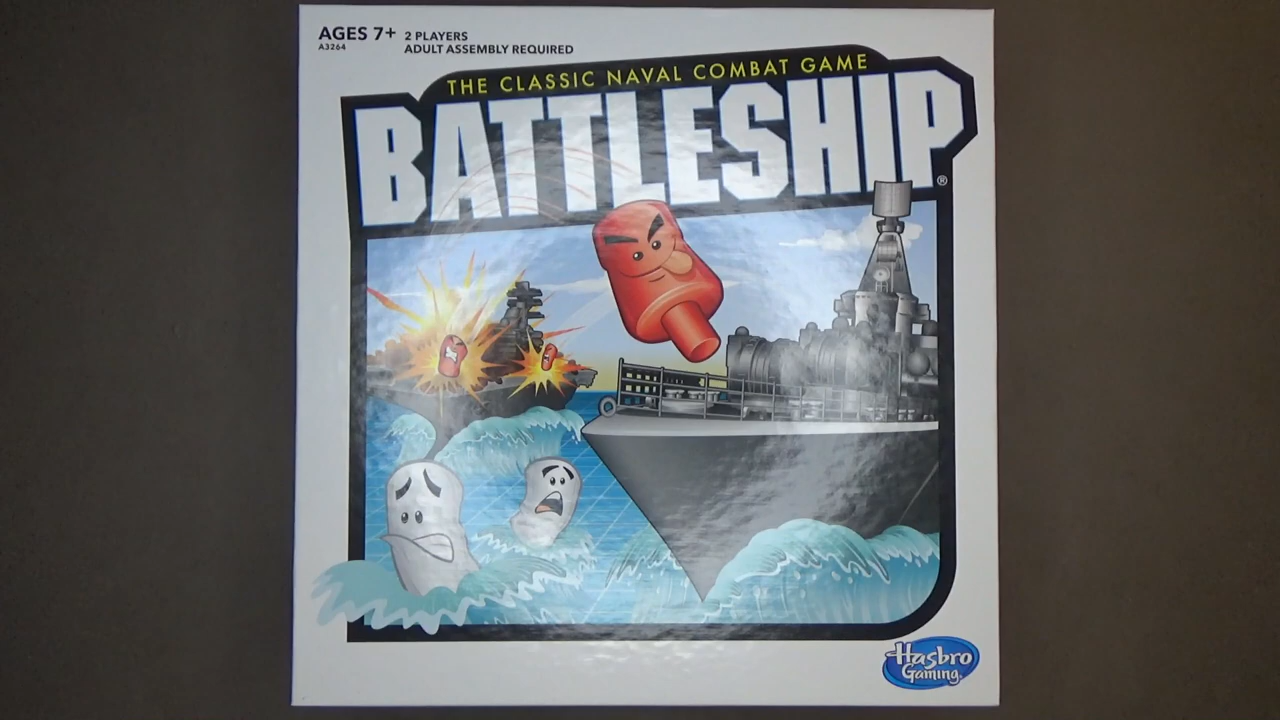 AGES 7+
A3264
2 PLAYERS
ADULT ASSEMBLY REQUIRED
THE CLASSIC NAVAL COMBAT GAME
BATTLESHIP®
Hasbro
Gaming